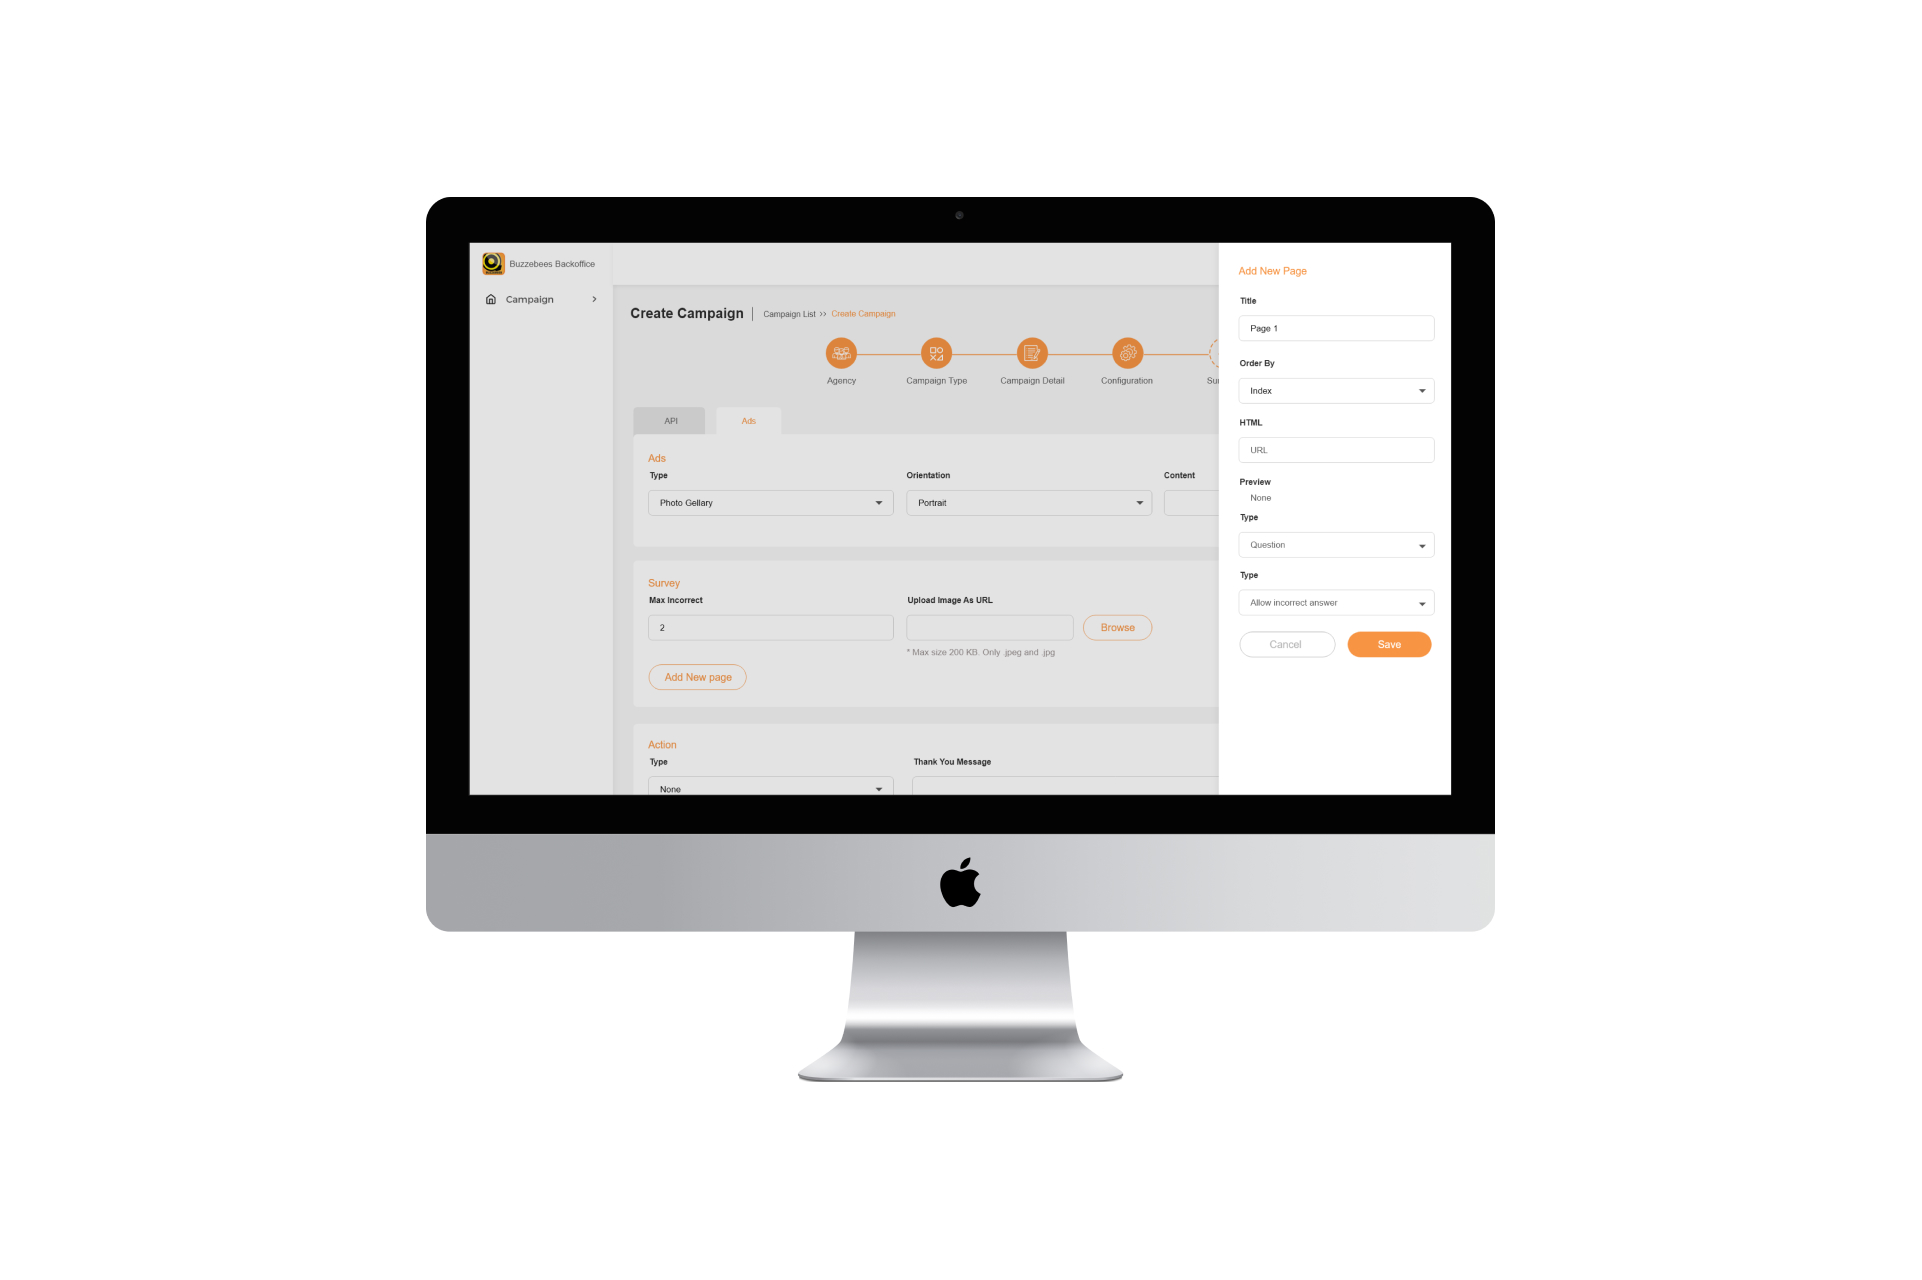 Buzzebees Backoffice
Campaign
Create Campaign
Campaign List >> Create Campaign
Agency
Campaign Type
Campaign Detail
Configuration
Su
API
Ads
Ads
Type
Orientation
Content
Photo Gellary
Portrait
Survey
Max Incorrect
Upload Image As URL
2
Browse
* Max size 200 KB. Only .jpeg and .jpg
Add New page
Action
Type
Thank You Message
None
Add New Page
Title
Page 1
Order By
Index
HTML
URL
Preview
None
Type
Question
Type
Allow incorrect answer
Cancel
Save